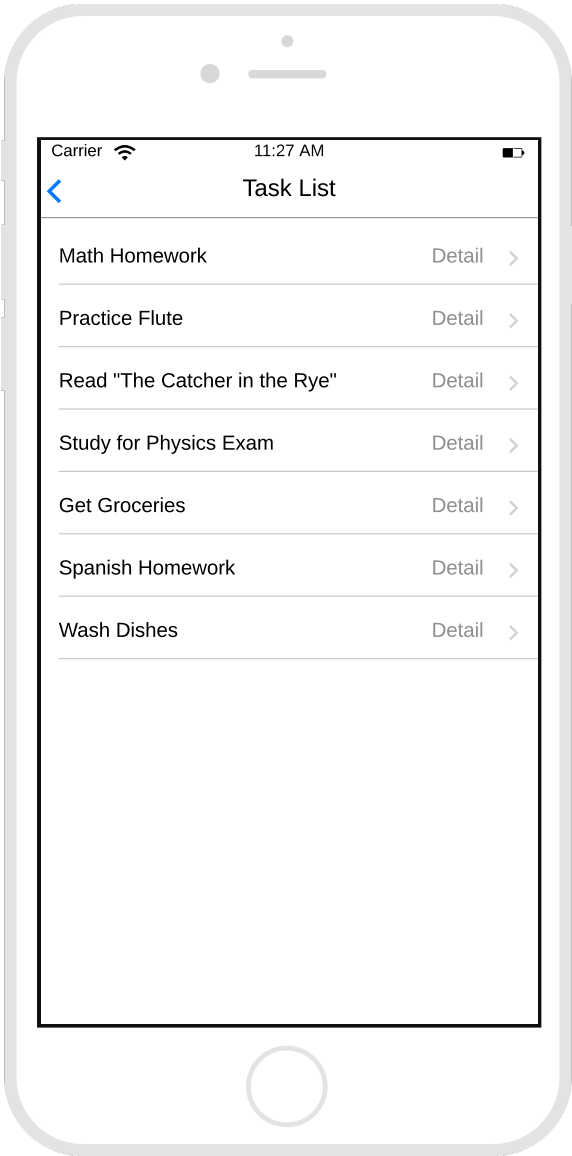 Carrier 11:27 AM
Task List
Math Homework Detail
Practice Flute Detail
Read "The Catcher in the Rye" Detail
Study for Physics Exam Detail
Get Groceries Detail
Spanish Homework Detail
Wash Dishes Detail